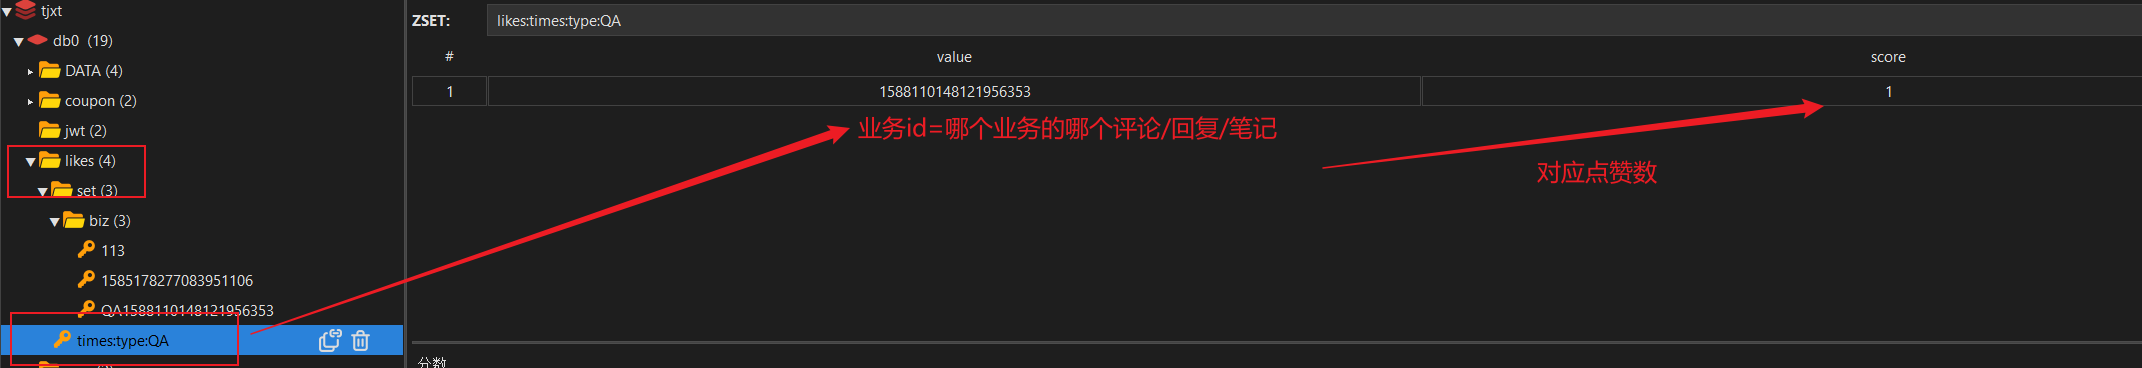 tjxt
db0 (19)
DATA (4)
coupon (2)
jwt (2)
likes (4)
set (3)
biz (3)
113
1585178277083951106
QA1588110148121956353
times:type:QA
ZSET:
likes:times:type:QA
# value score
1 1588110148121956353 1
业务id=哪个业务的哪个评论/回复/笔记
对应点赞数
分数